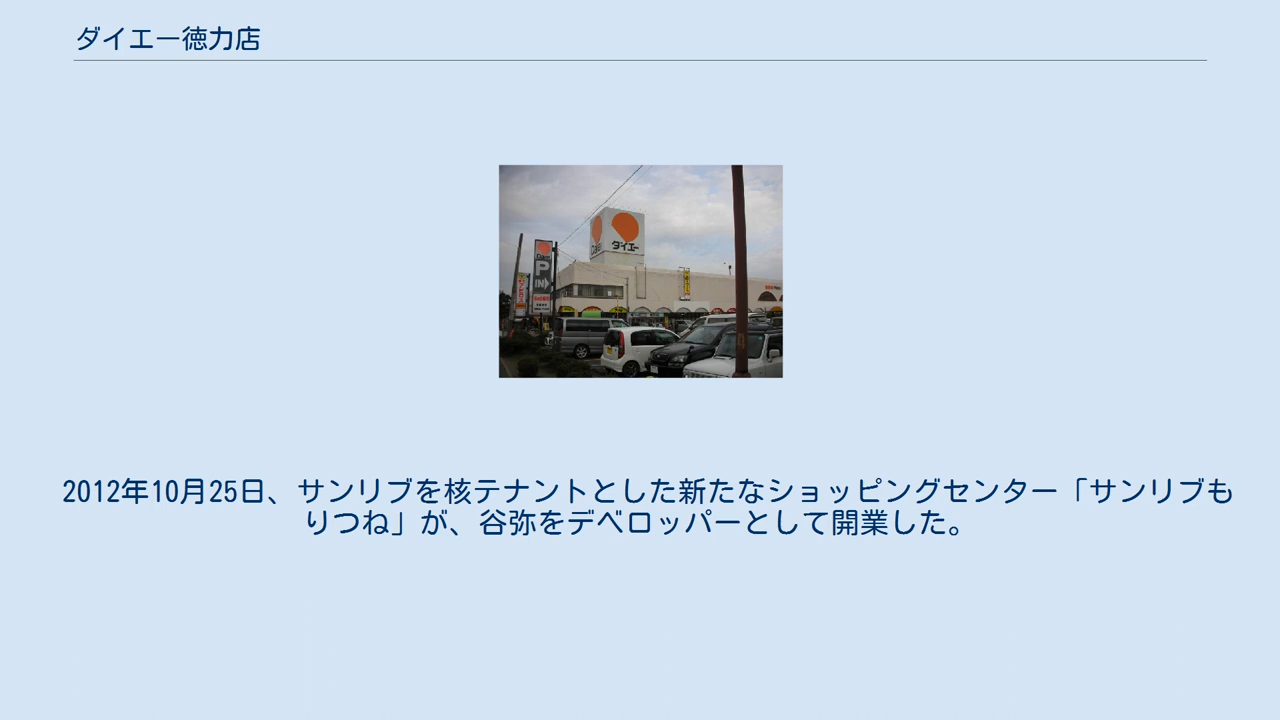 ダイエー徳力店
ダイエー
P
IN
2012年10月25日、サンリブを核テナントとした新たなショッピングセンター「サンリブも
りつね」が、谷弥をデベロッパーとして開業した。